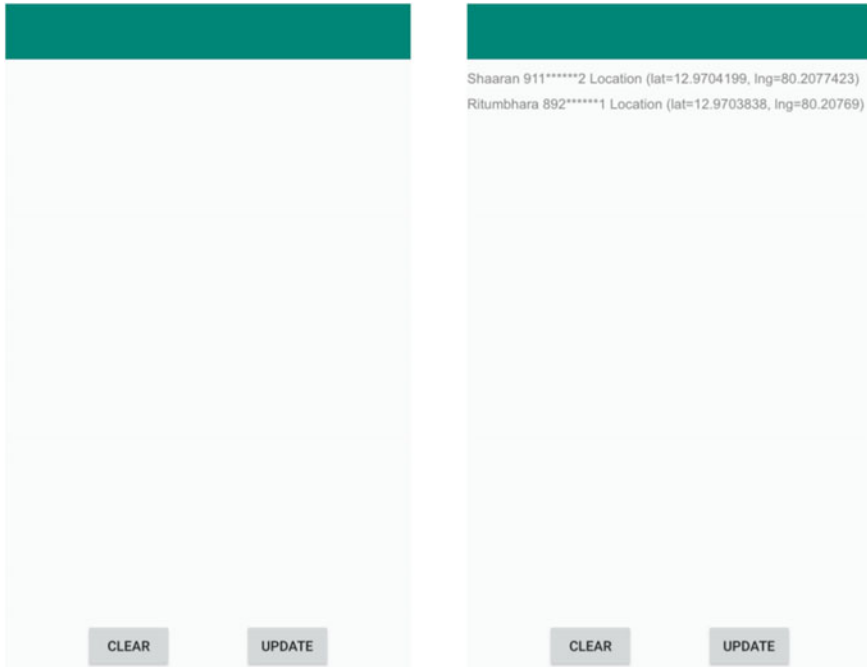 Shaaran 911******2 Location (lat=12.9704199, lng=80.2077423)
Ritumbhara 892******1 Location (lat=12.9703838, lng=80.20769)
CLEAR UPDATE
CLEAR UPDATE